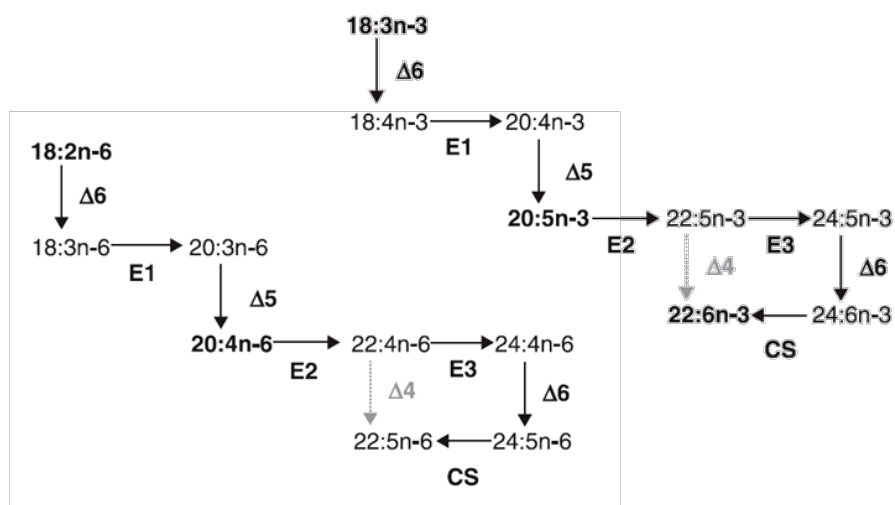 18:3n-3
Δ6
18:4n-3 20:4n-3
E1
18:2n-6
Δ5
Δ6
20:5n-3 22:5n-3 24:5n-3
E2 E3
18:3n-6 20:3n-6
E1
Δ4 Δ6
Δ5
22:6n-3 24:6n-3
20:4n-6 22:4n-6 24:4n-6
CS
E2 E3
Δ4 Δ6
22:5n-6 24:5n-6
CS